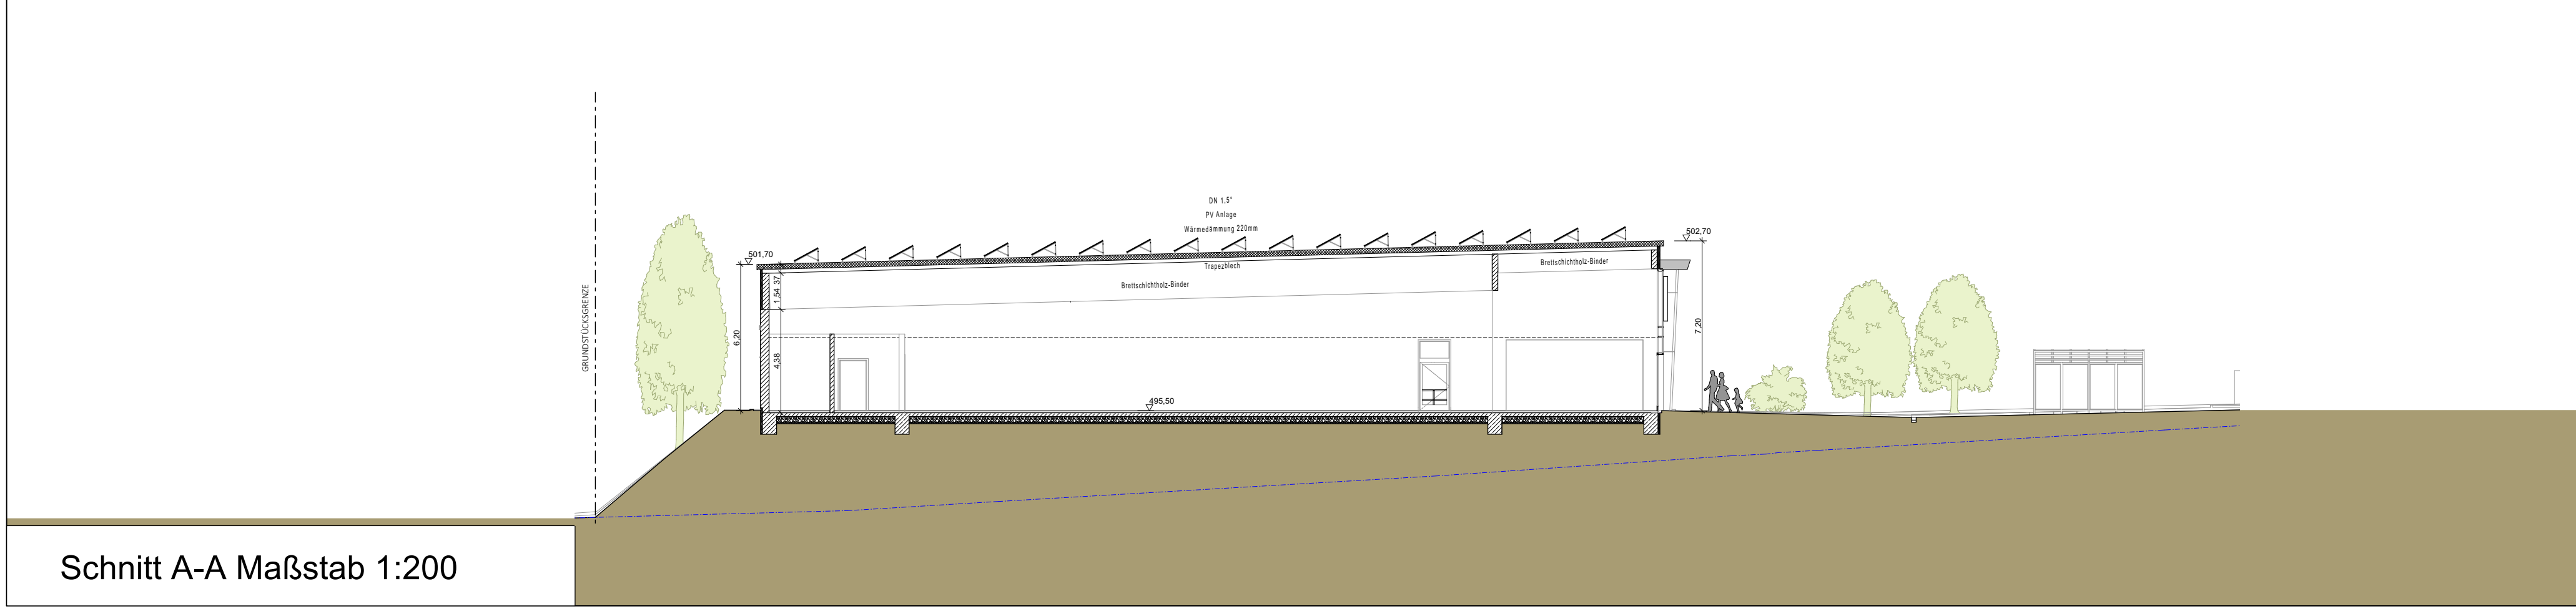 DN 1,5°
PV Anlage
Wärmedämmung 220mm
501,70
502,70
Trapezblech
Brettschichtholz-Binder
Brettschichtholz-Binder
37
1,54
4,38
6,20
7,20
GRUNDSTÜCKSGRENZE
495,50
Schnitt A-A Maßstab 1:200